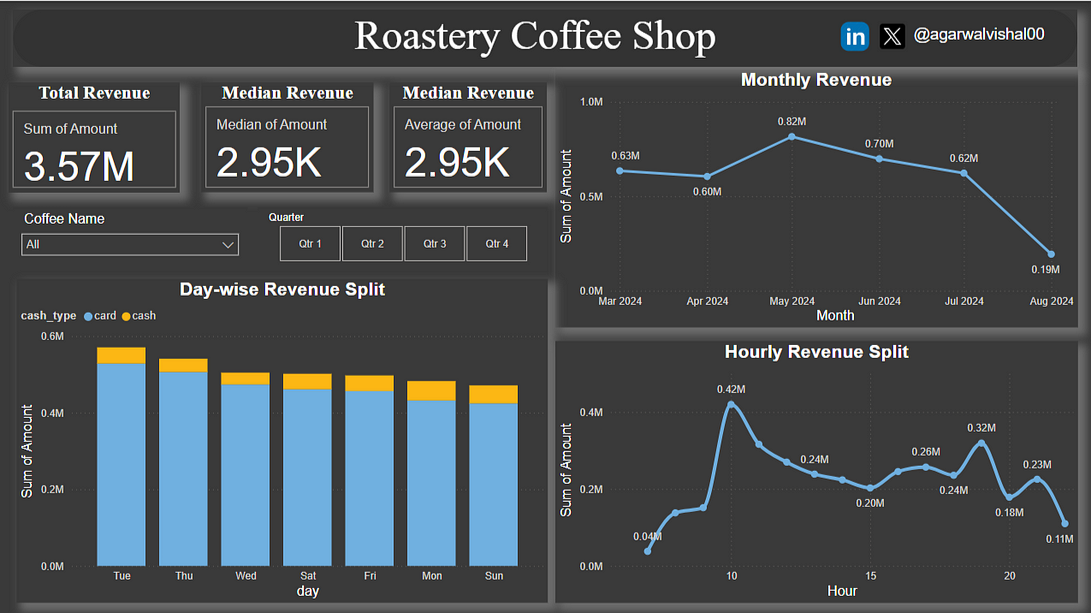 Roastery Coffee Shop
in X @agarwalvishal00
Total Revenue
Sum of Amount
3.57M
Median Revenue
Median of Amount
2.95K
Median Revenue
Average of Amount
2.95K
Coffee Name
All
Quarter
Qtr 1
Qtr 2
Qtr 3
Qtr 4
Monthly Revenue
Sum of Amount
1.0M
0.5M
0.0M
0.63M
0.60M
0.82M
0.70M
0.62M
0.19M
Mar 2024
Apr 2024
May 2024
Jun 2024
Jul 2024
Aug 2024
Month
Day-wise Revenue Split
cash_type card cash
Sum of Amount
0.6M
0.4M
0.2M
0.0M
Tue
Thu
Wed
Sat
Fri
Mon
Sun
day
Hourly Revenue Split
Sum of Amount
0.4M
0.2M
0.0M
0.04M
0.42M
0.24M
0.20M
0.26M
0.24M
0.32M
0.18M
0.23M
0.11M
10
15
20
Hour